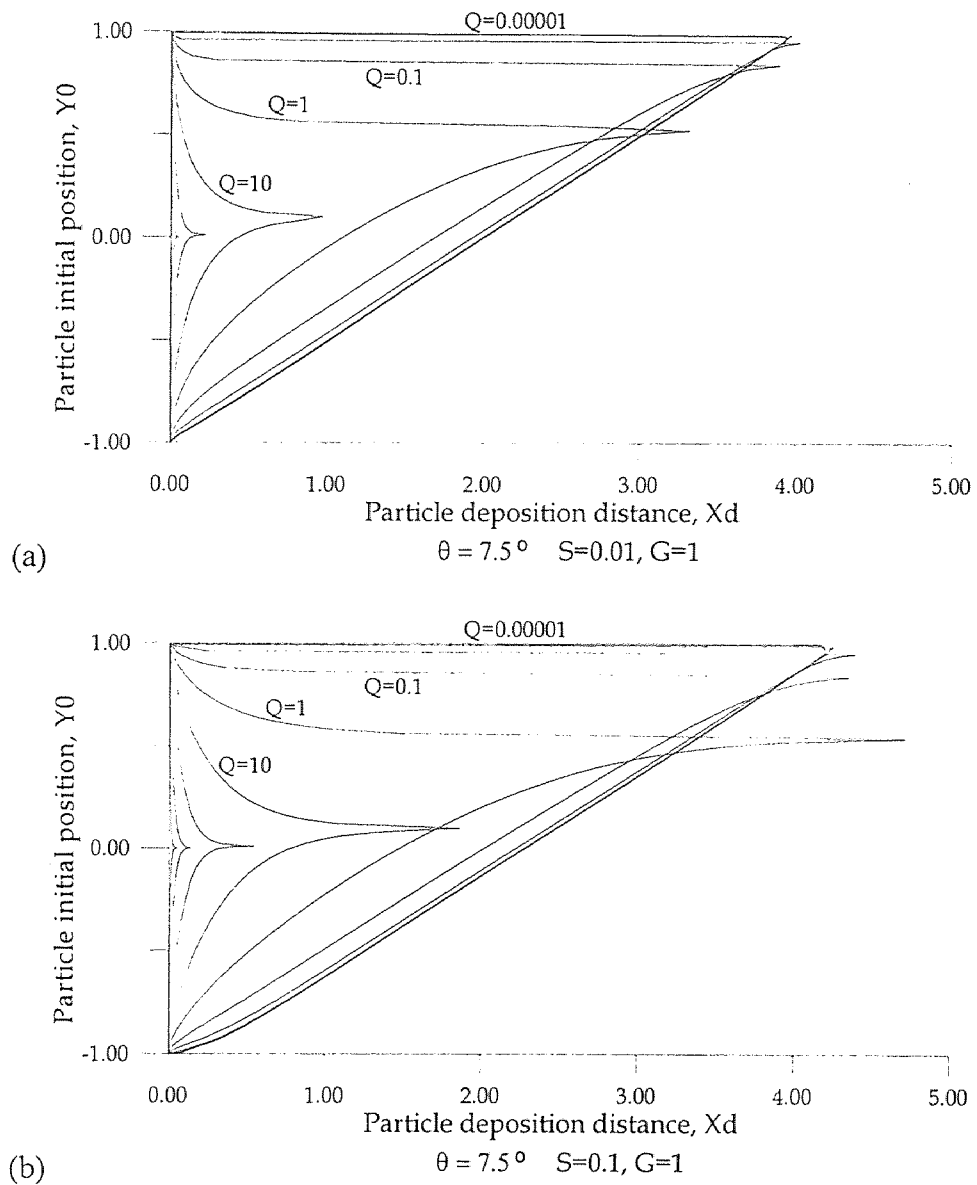 Q=0.00001
1.00
Q=0.1
Q=1
Q=10
0.00
-1.00
Particle initial position, Y0
0.00 1.00 2.00 3.00 4.00 5.00
Particle deposition distance, Xd
(a)
θ = 7.5 º S=0.01, G=1
Q=0.00001
1.00
Q=0.1
Q=1
Q=10
0.00
-1.00
Particle initial position, Y0
0.00 1.00 2.00 3.00 4.00 5.00
Particle deposition distance, Xd
(b)
θ = 7.5 º S=0.1, G=1